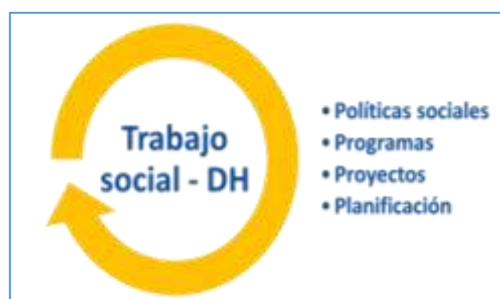 Trabajo
social - DH
• Políticas sociales
• Programas
• Proyectos
• Planificación